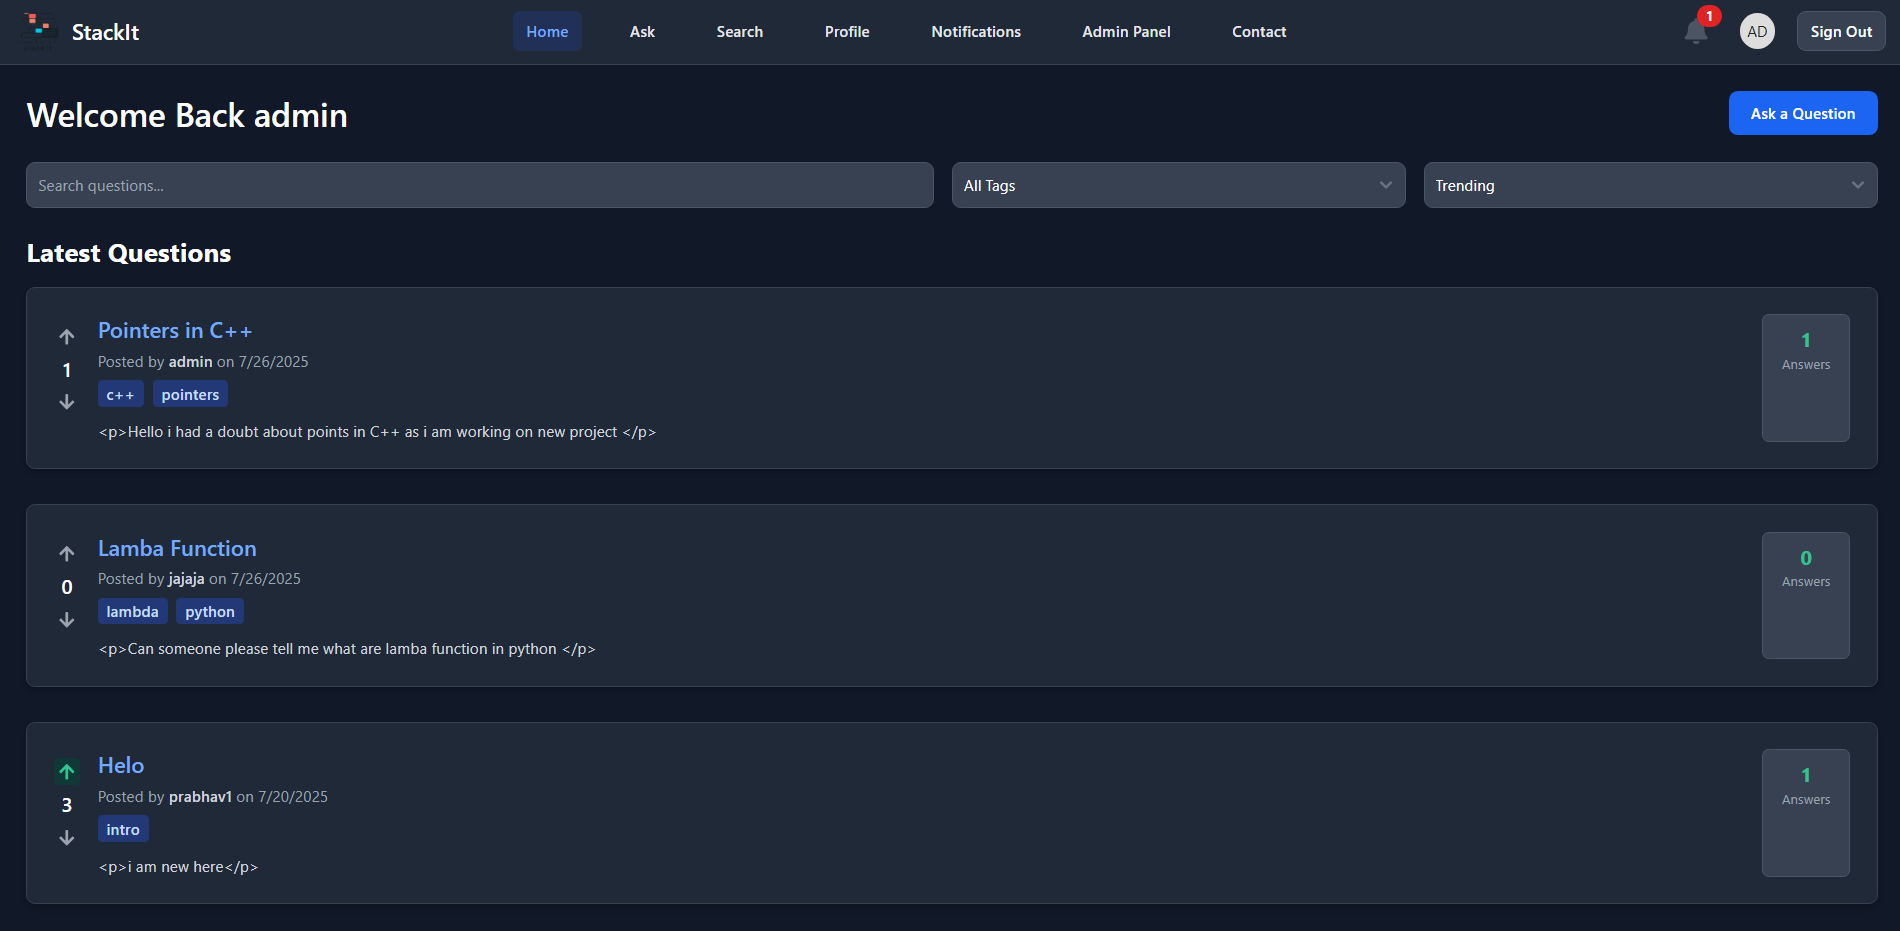 StackIt Home Ask Search Profile Notifications Admin Panel Contact 1 AD Sign Out
Welcome Back admin Ask a Question
Search questions... All Tags Trending
Latest Questions
Pointers in C++
Posted by admin on 7/26/2025
1
c++ pointers
<p>Hello i had a doubt about points in C++ as i am working on new project </p>
1
Answers
Lamba Function
Posted by jajaja on 7/26/2025
0
lambda python
<p>Can someone please tell me what are lamba function in python </p>
0
Answers
Helo
Posted by prabhav1 on 7/20/2025
3
intro
<p>i am new here</p>
1
Answers